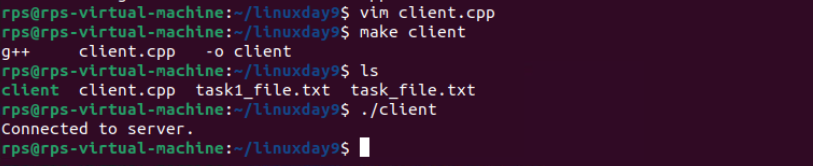 rps@rps-virtual-machine:~/linuxday9$ vim client.cpp
rps@rps-virtual-machine:~/linuxday9$ make client
g++     client.cpp   -o client
rps@rps-virtual-machine:~/linuxday9$ ls
client  client.cpp  task1_file.txt  task_file.txt
rps@rps-virtual-machine:~/linuxday9$ ./client
Connected to server.
rps@rps-virtual-machine:~/linuxday9$